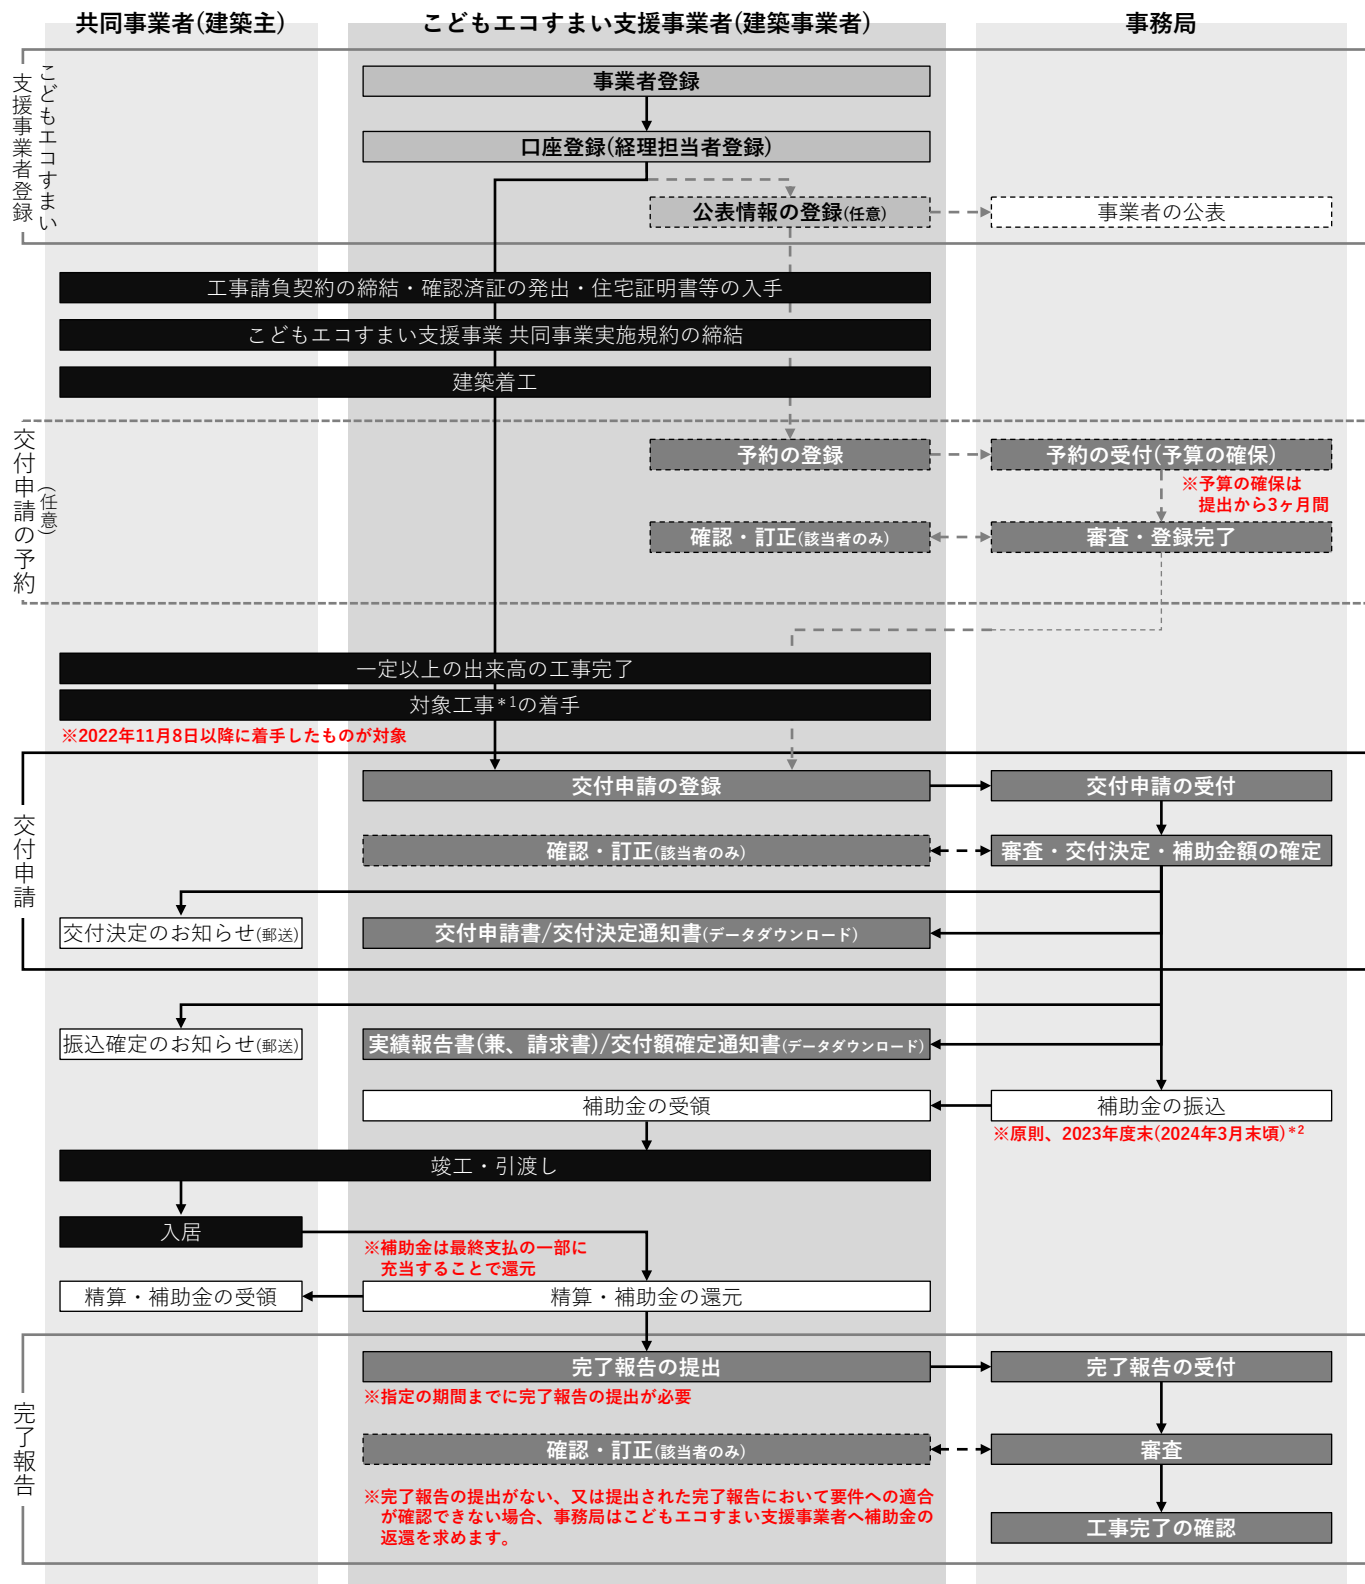 共同事業者(建築主)
こどもエコすまい支援事業者(建築事業者)
事務局
こどもエコすまい
支援事業者登録
事業者登録
口座登録(経理担当者登録)
公表情報の登録(任意)
事業者の公表
工事請負契約の締結・確認済証の発出・住宅証明書等の入手
こどもエコすまい支援事業 共同事業実施規約の締結
建築着工
交付申請の予約
(任意)
予約の登録
予約の受付(予算の確保)
※予算の確保は
提出から3ヶ月間
確認・訂正(該当者のみ)
審査・登録完了
一定以上の出来高の工事完了
対象工事*1の着手
※2022年11月8日以降に着手したものが対象
交付申請
交付申請の登録
交付申請の受付
確認・訂正(該当者のみ)
審査・交付決定・補助金額の確定
交付決定のお知らせ(郵送)
交付申請書/交付決定通知書(データダウンロード)
振込確定のお知らせ(郵送)
実績報告書(兼、請求書)/交付額確定通知書(データダウンロード)
補助金の受領
補助金の振込
※原則、2023年度末(2024年3月末頃)*2
竣工・引渡し
入居
※補助金は最終支払の一部に
充当することで還元
精算・補助金の受領
精算・補助金の還元
完了報告
完了報告の提出
完了報告の受付
※指定の期間までに完了報告の提出が必要
確認・訂正(該当者のみ)
審査
※完了報告の提出がない、又は提出された完了報告において要件への適合
が確認できない場合、事務局はこどもエコすまい支援事業者へ補助金の
返還を求めます。
工事完了の確認